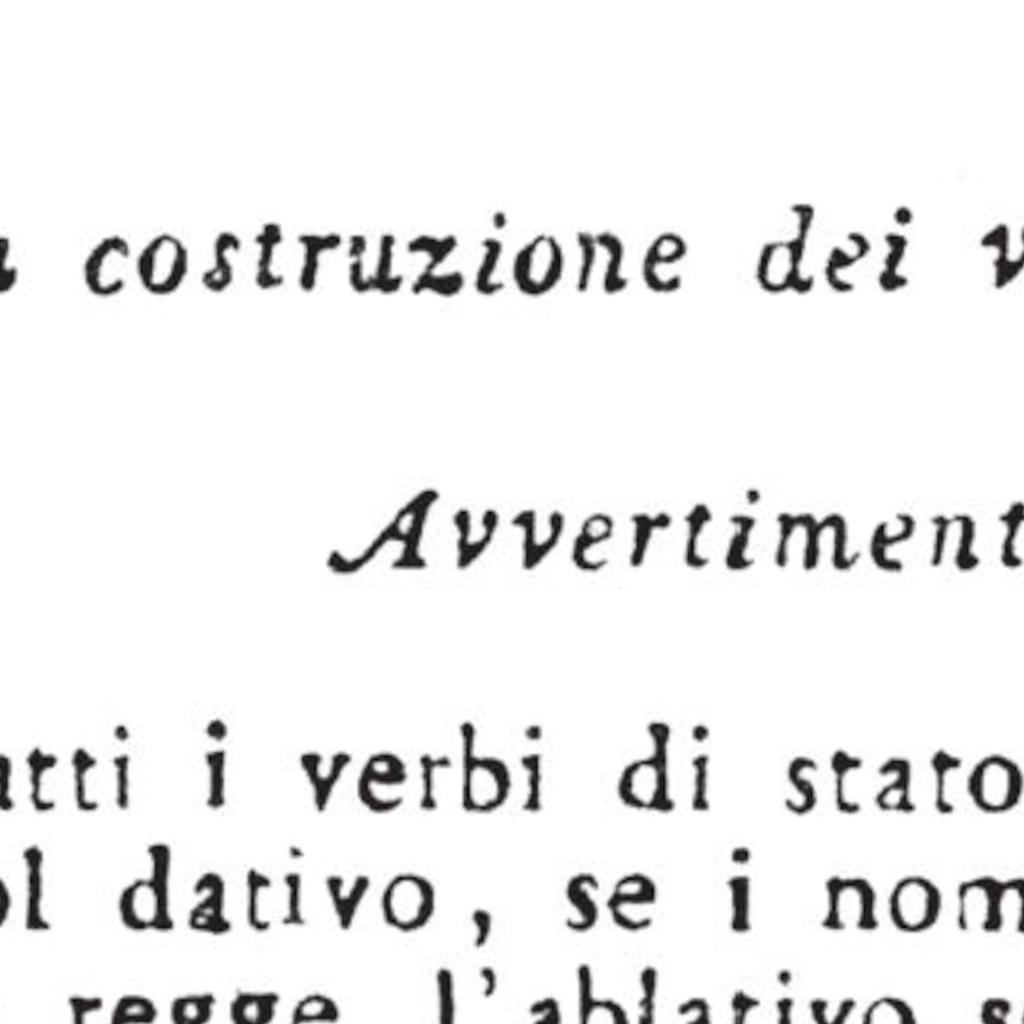 costruzione dei
Avvertiment
utti i verbi di stato
ol dativo, se i nom
regge l'ablativo